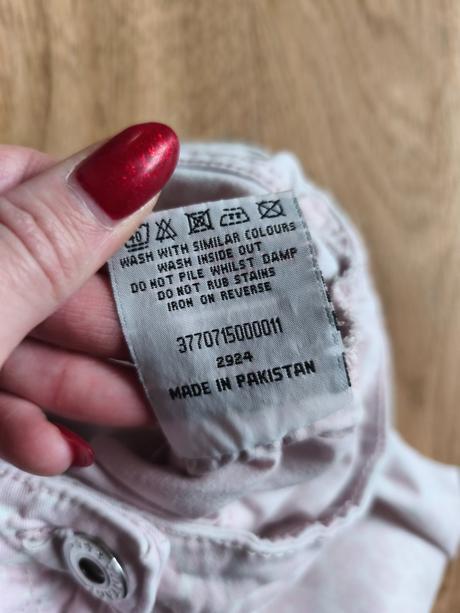 40
WASH WITH SIMILAR COLOURS
WASH INSIDE OUT
DO NOT PILE WHILST DAMP
DO NOT RUB STAINS
IRON ON REVERSE
3770715000011
2924
MADE IN PAKISTAN